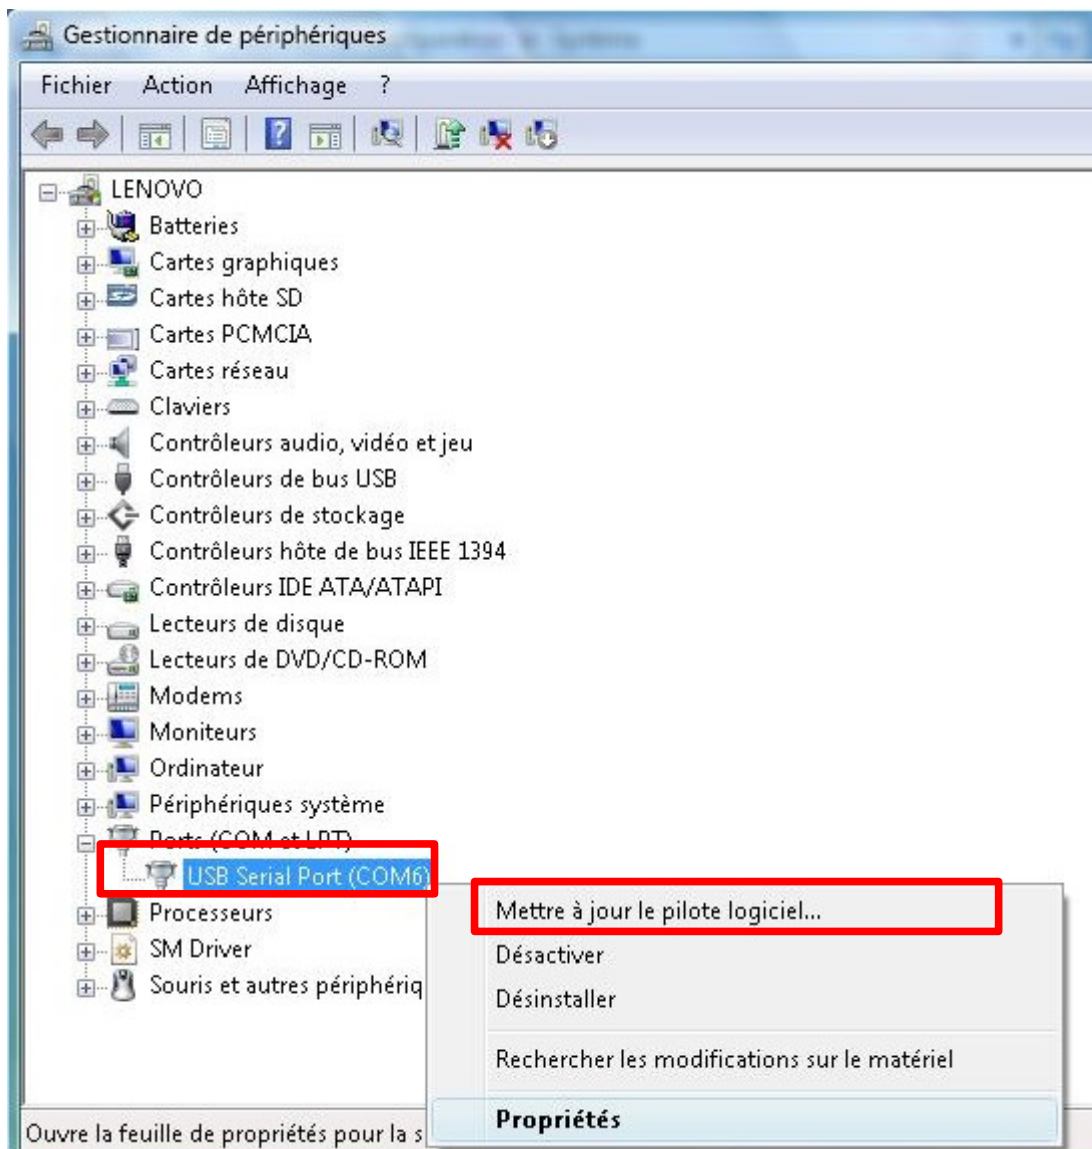 Gestionnaire de périphériques
Fichier Action Affichage ?
LENOVO
Batteries
Cartes graphiques
Cartes hôte SD
Cartes PCMCIA
Cartes réseau
Claviers
Contrôleurs audio, vidéo et jeu
Contrôleurs de bus USB
Contrôleurs de stockage
Contrôleurs hôte de bus IEEE 1394
Contrôleurs IDE ATA/ATAPI
Lecteurs de disque
Lecteurs de DVD/CD-ROM
Modems
Moniteurs
Ordinateur
Périphériques système
Ports (COM et LPT)
USB Serial Port (COM6)
Processeurs
SM Driver
Souris et autres périphériq
Mettre à jour le pilote logiciel...
Désactiver
Désinstaller
Rechercher les modifications sur le matériel
Propriétés
Ouvre la feuille de propriétés pour la s